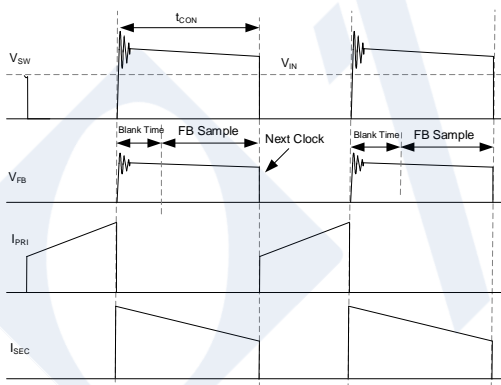 tCON
VSW
VIN
Blank Time
FB Sample
Next Clock
Blank Time
FB Sample
VFB
IPRI
ISEC